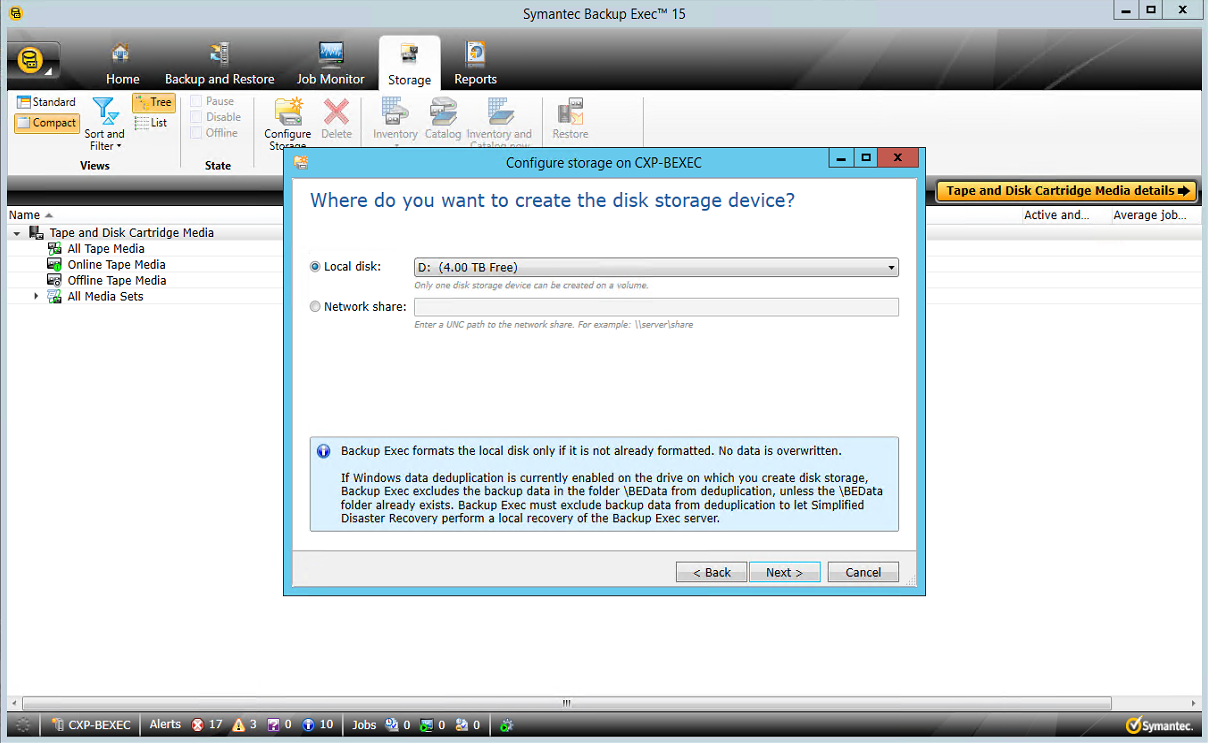 Symantec Backup Exec™ 15
Home
Backup and Restore
Job Monitor
Storage
Reports
Standard
Compact
Sort and
Filter
Tree
List
Views
Pause
Disable
Offline
State
Configure
Storage
Delete
Inventory
Catalog
Inventory and
Catalog now
Restore
Tape and Disk Cartridge Media details
Name
Active and...
Average job...
Tape and Disk Cartridge Media
All Tape Media
Online Tape Media
Offline Tape Media
All Media Sets
Configure storage on CXP-BEXEC
Where do you want to create the disk storage device?
Local disk:
D: (4.00 TB Free)
Only one disk storage device can be created on a volume.
Network share:
Enter a UNC path to the network share. For example: \\server\share
Backup Exec formats the local disk only if it is not already formatted. No data is overwritten.
If Windows data deduplication is currently enabled on the drive on which you create disk storage,
Backup Exec excludes the backup data in the folder \BEData from deduplication, unless the \BEData
folder already exists. Backup Exec must exclude backup data from deduplication to let Simplified
Disaster Recovery perform a local recovery of the Backup Exec server.
< Back
Next >
Cancel
CXP-BEXEC
Alerts 17 3 0 10
Jobs 0 0 0
Symantec.